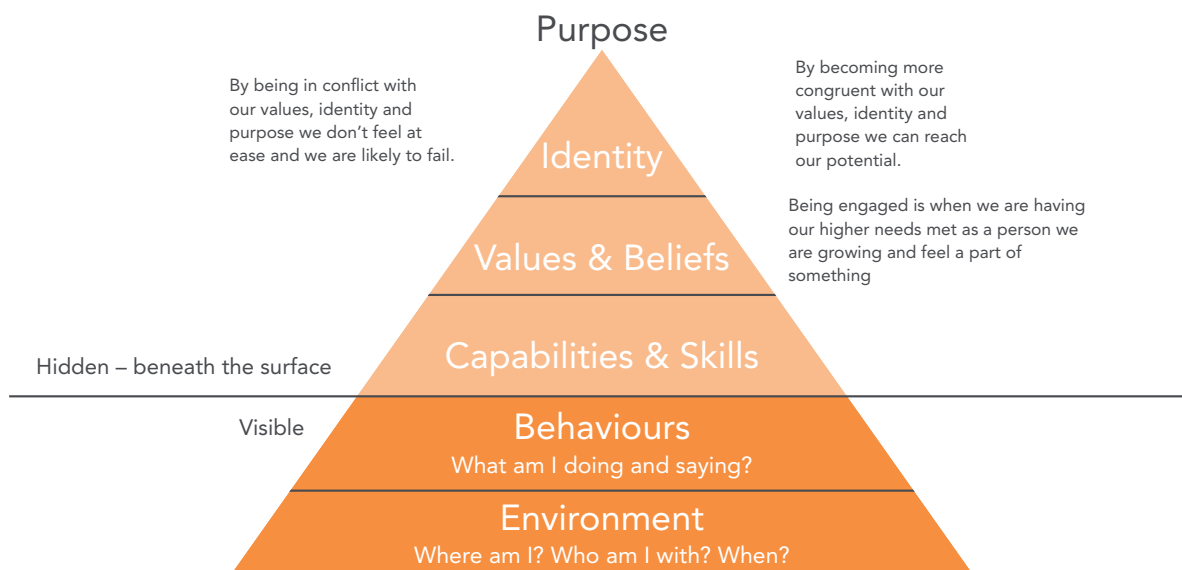 Purpose
By being in conflict with
our values, identity and
purpose we don’t feel at
ease and we are likely to fail.
By becoming more
congruent with our
values, identity and
purpose we can reach
our potential.
Identity
Being engaged is when we are having
our higher needs met as a person we
are growing and feel a part of
something
Values & Beliefs
Capabilities & Skills
Hidden – beneath the surface
Visible
Behaviours
What am I doing and saying?
Environment
Where am I? Who am I with? When?